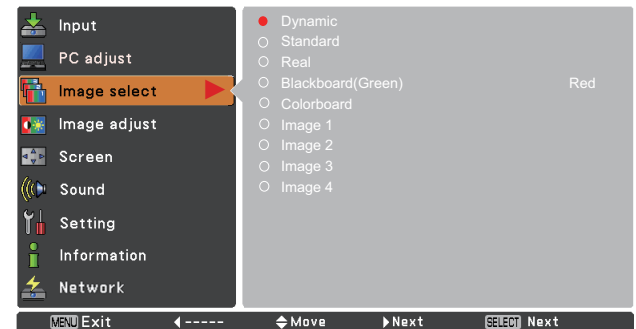 Input
PC adjust
Image select
Image adjust
Screen
Sound
Setting
Information
Network
Dynamic
Standard
Real
Blackboard(Green) Red
Colorboard
Image 1
Image 2
Image 3
Image 4
MENU Exit ----- Move Next SELECT Next